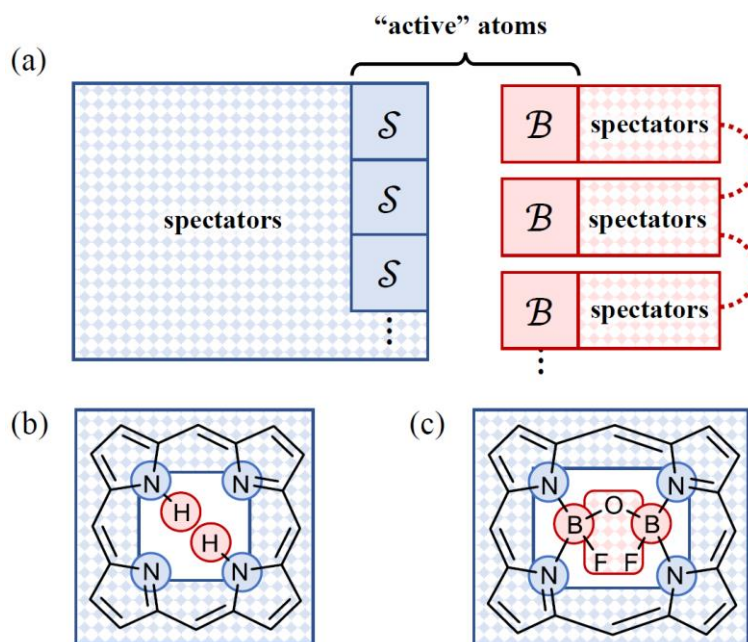 “active” atoms
(a)
𝒮 ℬ spectators
spectators 𝒮 ℬ spectators
𝒮 ℬ spectators
⋮ ⋮
(b) (c)
N N N N
H O
H B B
F F
N N N N